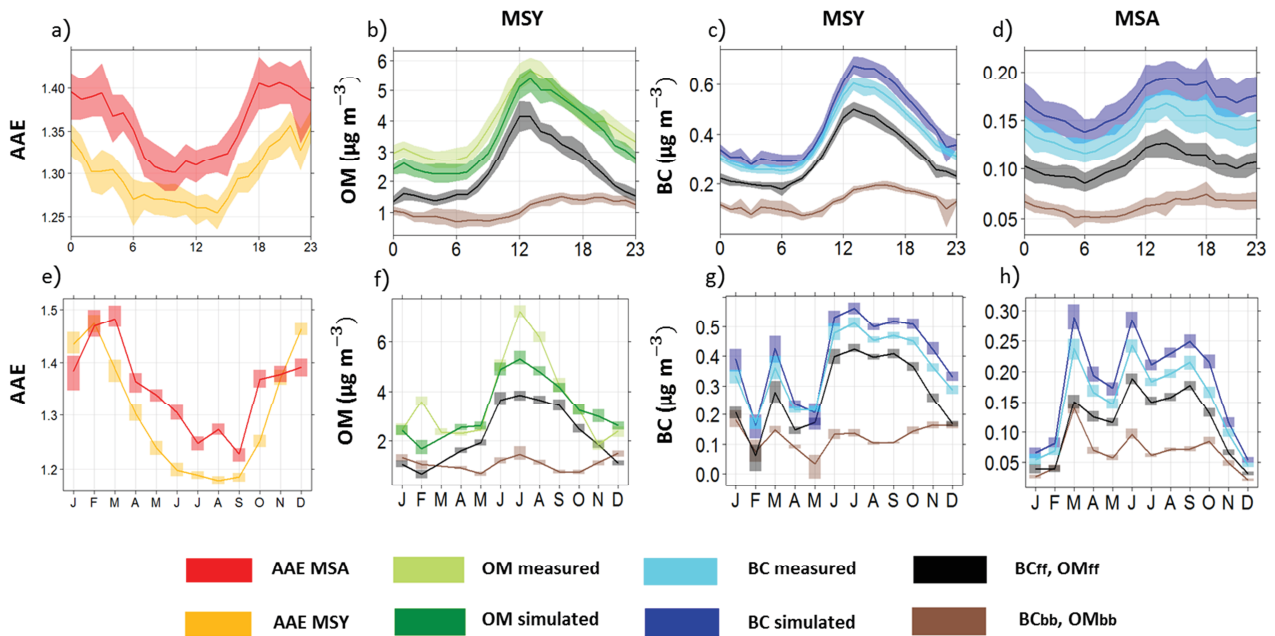 MSY MSY MSA
a) b) c) d)
AAE
1.40
1.35
1.30
1.25
0 6 12 18 23
OM [µg m⁻³)
6
5
4
3
2
1
0 6 12 18 23
BC (µg m⁻³)
0.6
0.4
0.2
0 6 12 18 23
BC (µg m⁻³)
0.20
0.15
0.10
0.05
0 6 12 18 23
e) f) g) h)
AAE
1.5
1.4
1.3
1.2
J F M A M J J A S O N D
OM (µg m⁻³)
6
4
2
J F M A M J J A S O N D
BC (µg m⁻³)
0.5
0.4
0.3
0.2
0.1
0.0
J F M A M J J A S O N D
0.30
0.25
0.20
0.15
0.10
0.05
J F M A M J J A S O N D
AAE MSA OM measured BC measured BCff, OMff
AAE MSY OM simulated BC simulated BCbb, OMbb